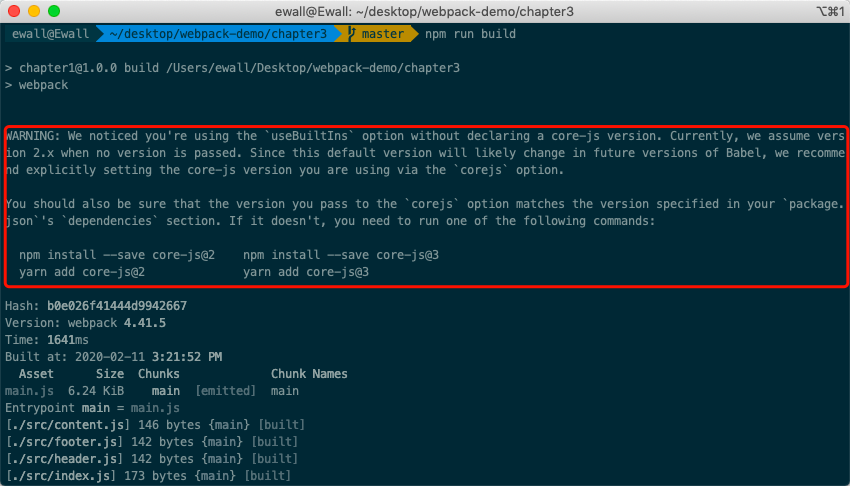 ewall@Ewall: ~/desktop/webpack-demo/chapter3
⌥⌘1
ewall@Ewall ~/desktop/webpack-demo/chapter3 master npm run build
> chapter1@1.0.0 build /Users/ewall/Desktop/webpack-demo/chapter3
> webpack
WARNING: We noticed you're using the `useBuiltIns` option without declaring a core-js version. Currently, we assume vers
ion 2.x when no version is passed. Since this default version will likely change in future versions of Babel, we recomme
nd explicitly setting the core-js version you are using via the `corejs` option.
You should also be sure that the version you pass to the `corejs` option matches the version specified in your `package.
json`'s `dependencies` section. If it doesn't, you need to run one of the following commands:
npm install --save core-js@2    npm install --save core-js@3
yarn add core-js@2              yarn add core-js@3
Hash: b0e026f41444d9942667
Version: webpack 4.41.5
Time: 1641ms
Built at: 2020-02-11 3:21:52 PM
Asset      Size  Chunks             Chunk Names
main.js  6.24 KiB    main  [emitted]  main
Entrypoint main = main.js
[./src/content.js] 146 bytes {main} [built]
[./src/footer.js] 142 bytes {main} [built]
[./src/header.js] 142 bytes {main} [built]
[./src/index.js] 173 bytes {main} [built]